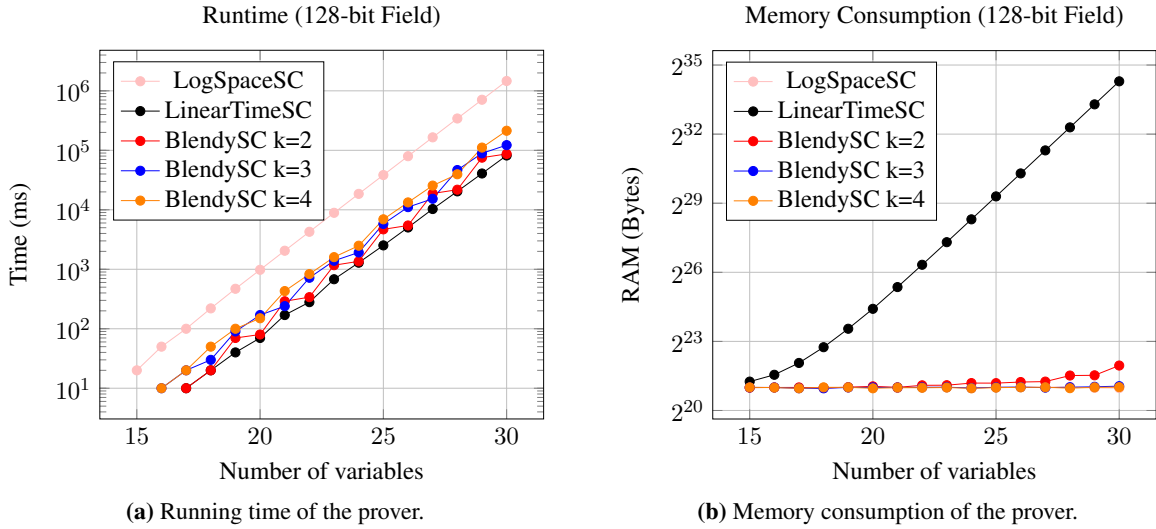 Runtime (128-bit Field)
10^6
10^5
10^4
10^3
10^2
10^1
Time (ms)
LogSpaceSC
LinearTimeSC
BlendySC k=2
BlendySC k=3
BlendySC k=4
15 20 25 30
Number of variables
(a) Running time of the prover.
Memory Consumption (128-bit Field)
2^35
2^32
2^29
2^26
2^23
2^20
RAM (Bytes)
LogSpaceSC
LinearTimeSC
BlendySC k=2
BlendySC k=3
BlendySC k=4
15 20 25 30
Number of variables
(b) Memory consumption of the prover.